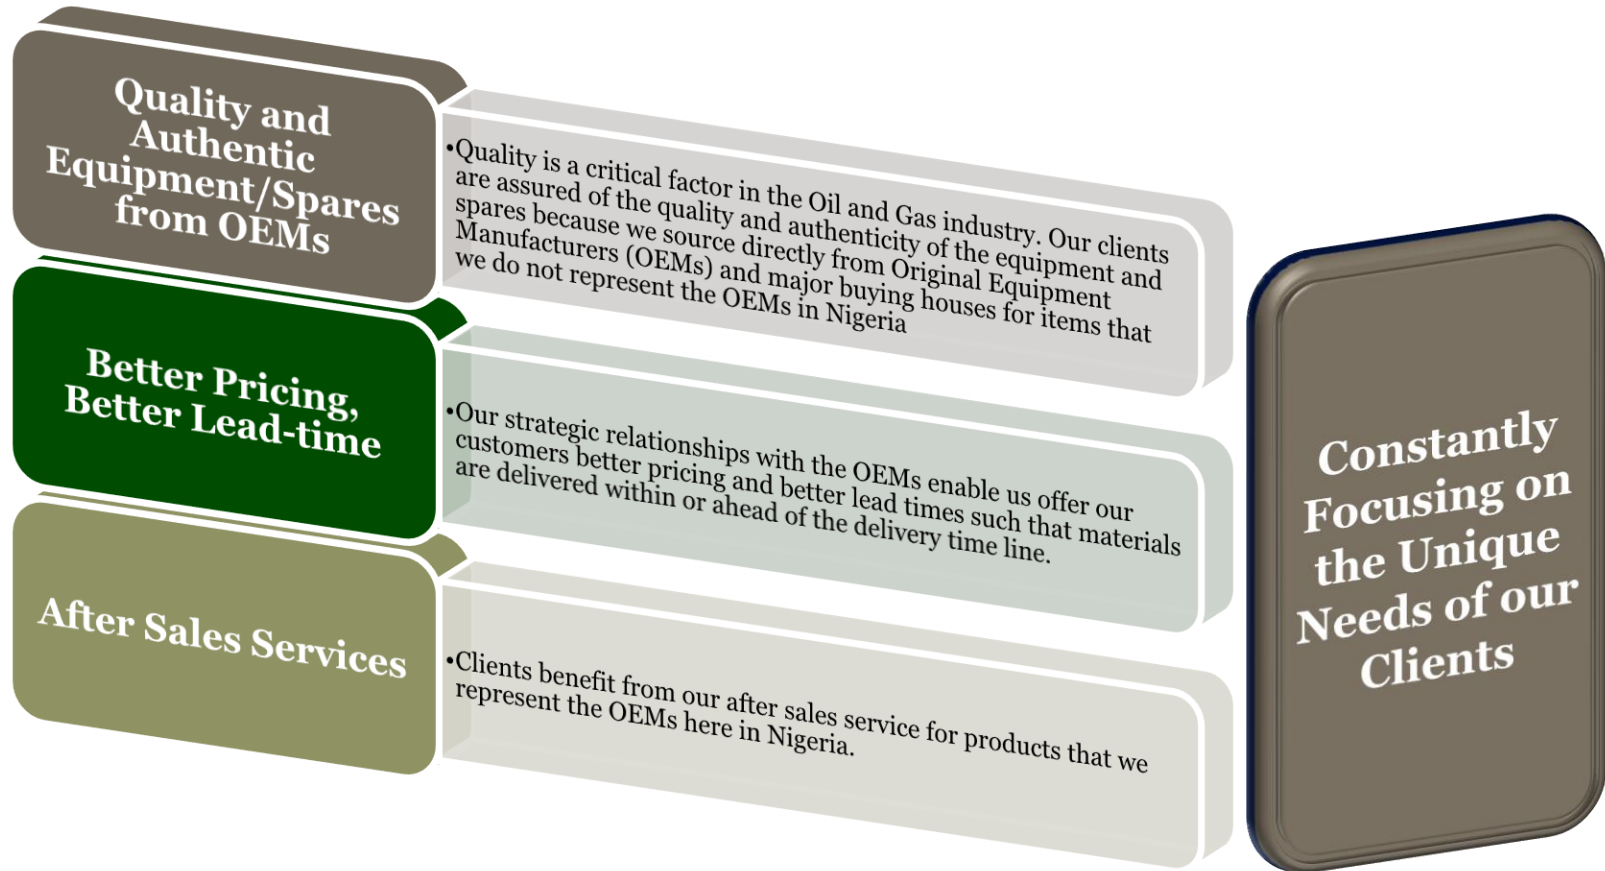 Quality and
Authentic
Equipment/Spares
from OEMs
•Quality is a critical factor in the Oil and Gas industry. Our clients
are assured of the quality and authenticity of the equipment and
spares because we source directly from Original Equipment
Manufacturers (OEMs) and major buying houses for items that
we do not represent the OEMs in Nigeria
Better Pricing,
Better Lead-time
•Our strategic relationships with the OEMs enable us offer our
customers better pricing and better lead times such that materials
are delivered within or ahead of the delivery time line.
After Sales Services
•Clients benefit from our after sales service for products that we
represent the OEMs here in Nigeria.
Constantly
Focusing on
the Unique
Needs of our
Clients